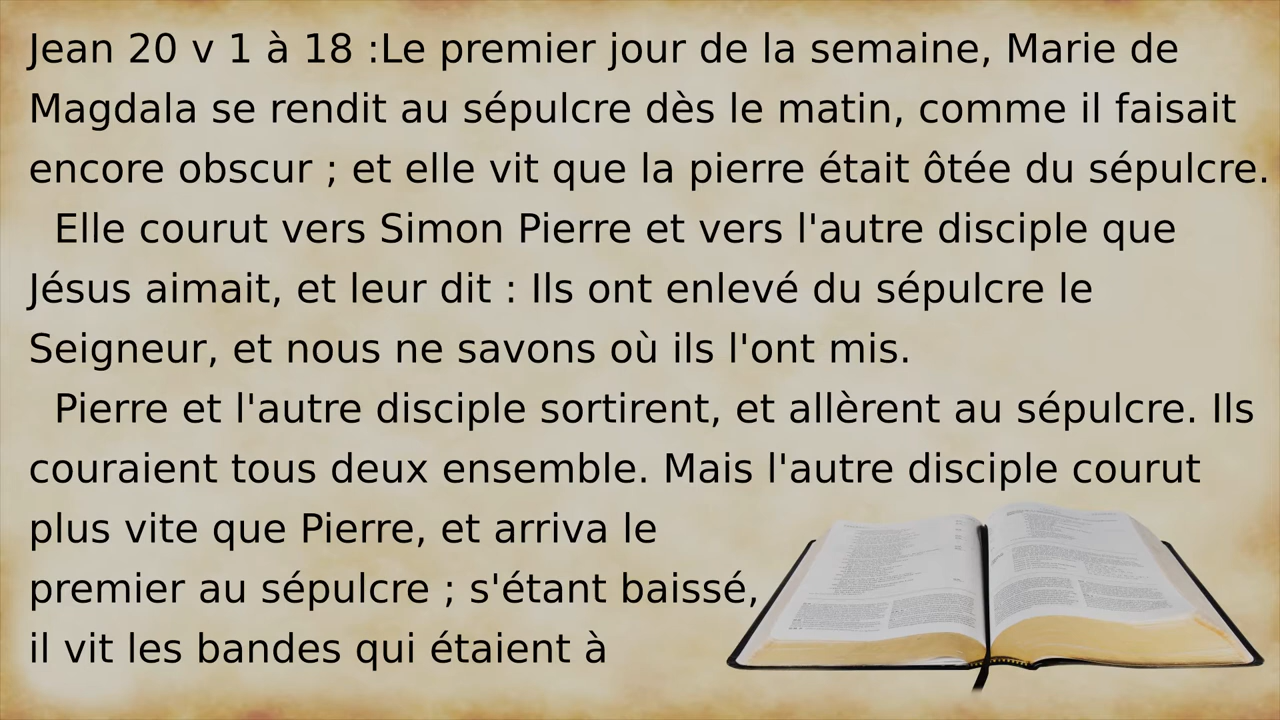 Jean 20 v 1 à 18 :Le premier jour de la semaine, Marie de
Magdala se rendit au sépulcre dès le matin, comme il faisait
encore obscur ; et elle vit que la pierre était ôtée du sépulcre.
Elle courut vers Simon Pierre et vers l'autre disciple que
Jésus aimait, et leur dit : Ils ont enlevé du sépulcre le
Seigneur, et nous ne savons où ils l'ont mis.
Pierre et l'autre disciple sortirent, et allèrent au sépulcre. Ils
couraient tous deux ensemble. Mais l'autre disciple courut
plus vite que Pierre, et arriva le
premier au sépulcre ; s'étant baissé,
il vit les bandes qui étaient à